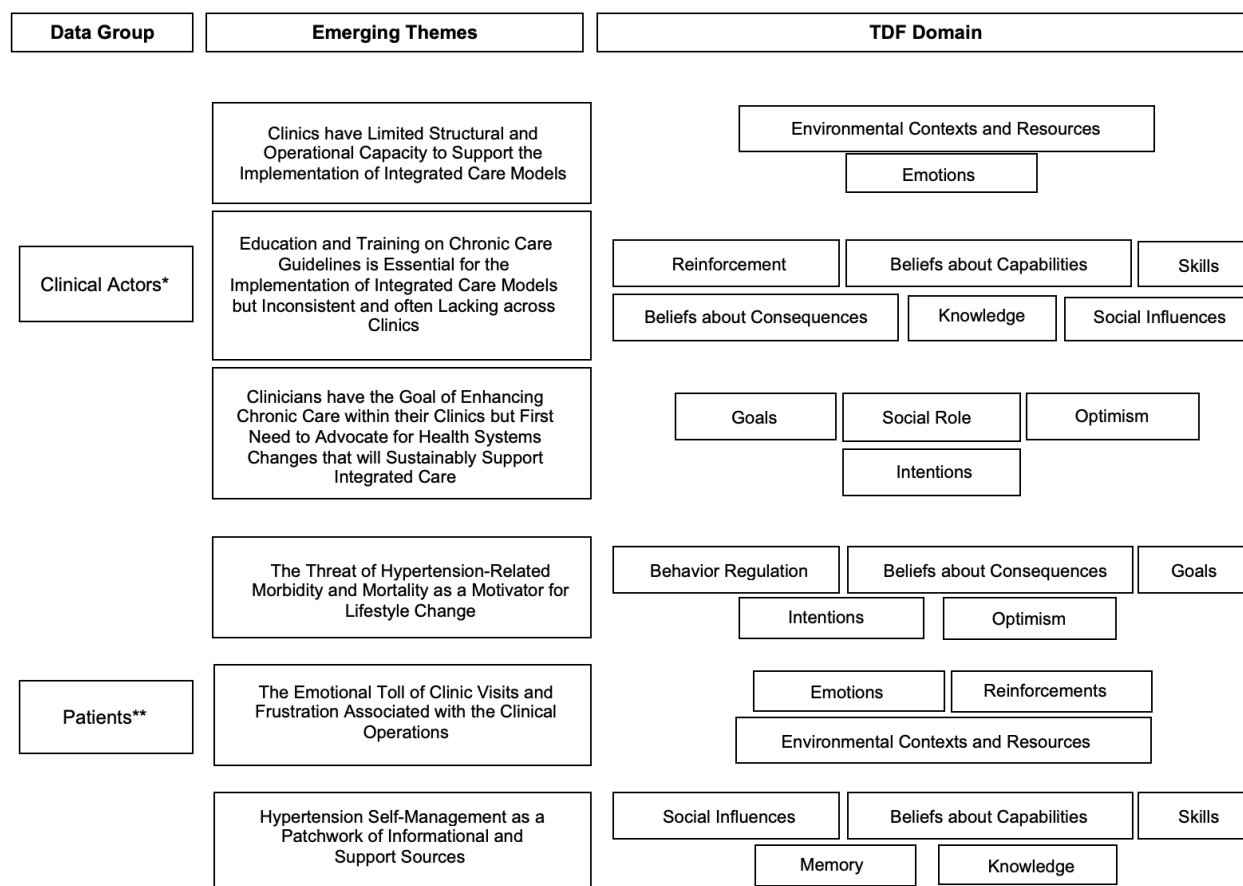 Data Group
Emerging Themes
TDF Domain
Clinical Actors*
Clinics have Limited Structural and
Operational Capacity to Support the
Implementation of Integrated Care Models
Environmental Contexts and Resources
Emotions
Education and Training on Chronic Care
Guidelines is Essential for the
Implementation of Integrated Care Models
but Inconsistent and often Lacking across
Clinics
Reinforcement
Beliefs about Capabilities
Skills
Beliefs about Consequences
Knowledge
Social Influences
Clinicians have the Goal of Enhancing
Chronic Care within their Clinics but First
Need to Advocate for Health Systems
Changes that will Sustainably Support
Integrated Care
Goals
Social Role
Optimism
Intentions
Patients**
The Threat of Hypertension-Related
Morbidity and Mortality as a Motivator for
Lifestyle Change
Behavior Regulation
Beliefs about Consequences
Goals
Intentions
Optimism
The Emotional Toll of Clinic Visits and
Frustration Associated with the Clinical
Operations
Emotions
Reinforcements
Environmental Contexts and Resources
Hypertension Self-Management as a
Patchwork of Informational and
Support Sources
Social Influences
Beliefs about Capabilities
Skills
Memory
Knowledge